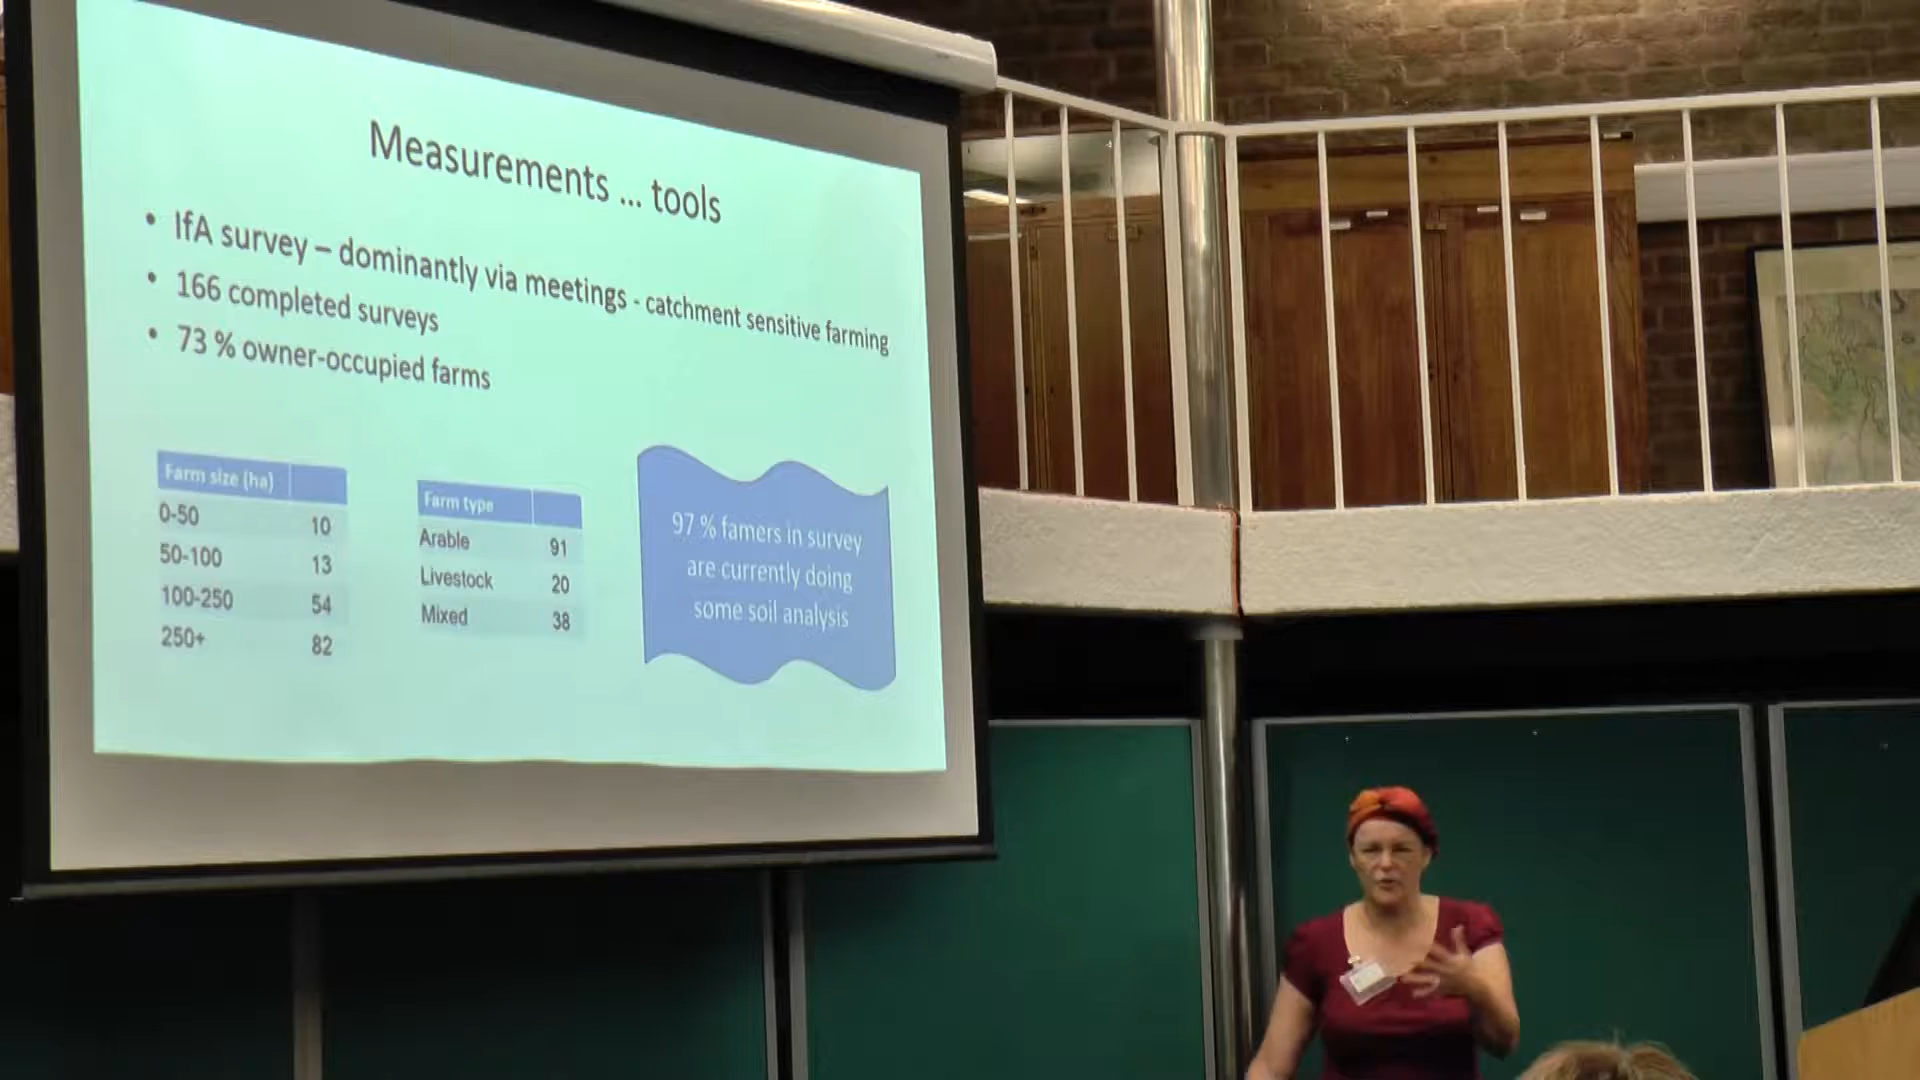 Measurements ... tools
• IfA survey – dominantly via meetings - catchment sensitive farming
• 166 completed surveys
• 73 % owner-occupied farms
Farm size (ha)
0-50 10
50-100 13
100-250 54
250+ 82
Farm type
Arable 91
Livestock 20
Mixed 38
97 % famers in survey
are currently doing
some soil analysis